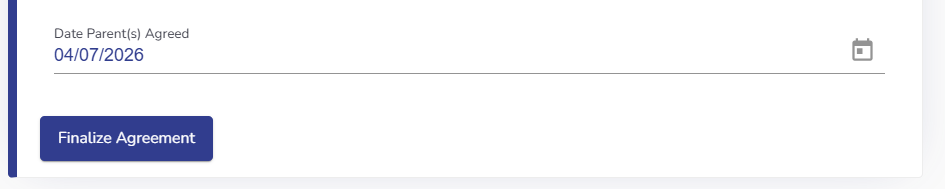 Date Parent(s) Agreed
04/07/2026
Finalize Agreement